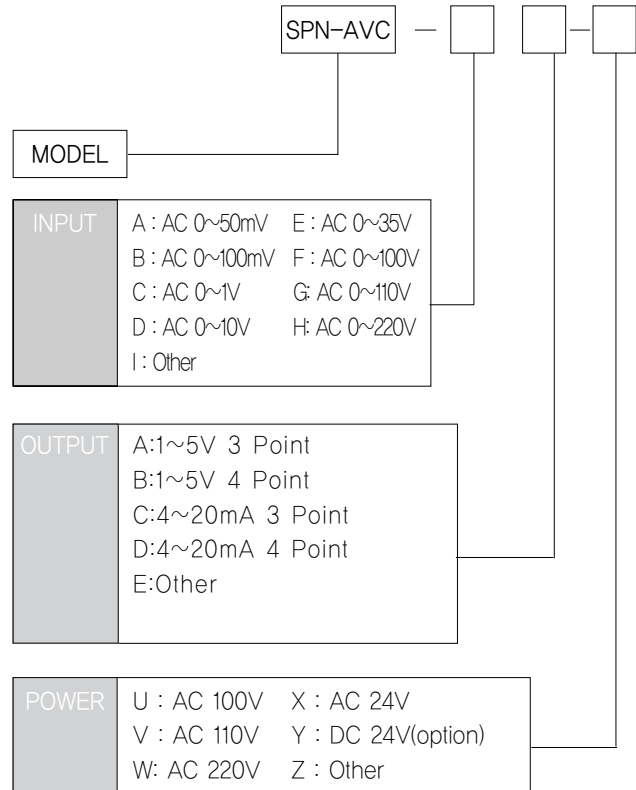 SPN-AVC — —
MODEL
INPUT
A : AC 0~50mV E : AC 0~35V
B : AC 0~100mV F : AC 0~100V
C : AC 0~1V G: AC 0~110V
D : AC 0~10V H: AC 0~220V
I : Other
OUTPUT
A:1~5V 3 Point
B:1~5V 4 Point
C:4~20mA 3 Point
D:4~20mA 4 Point
E:Other
POWER
U : AC 100V X : AC 24V
V : AC 110V Y : DC 24V(option)
W: AC 220V Z : Other